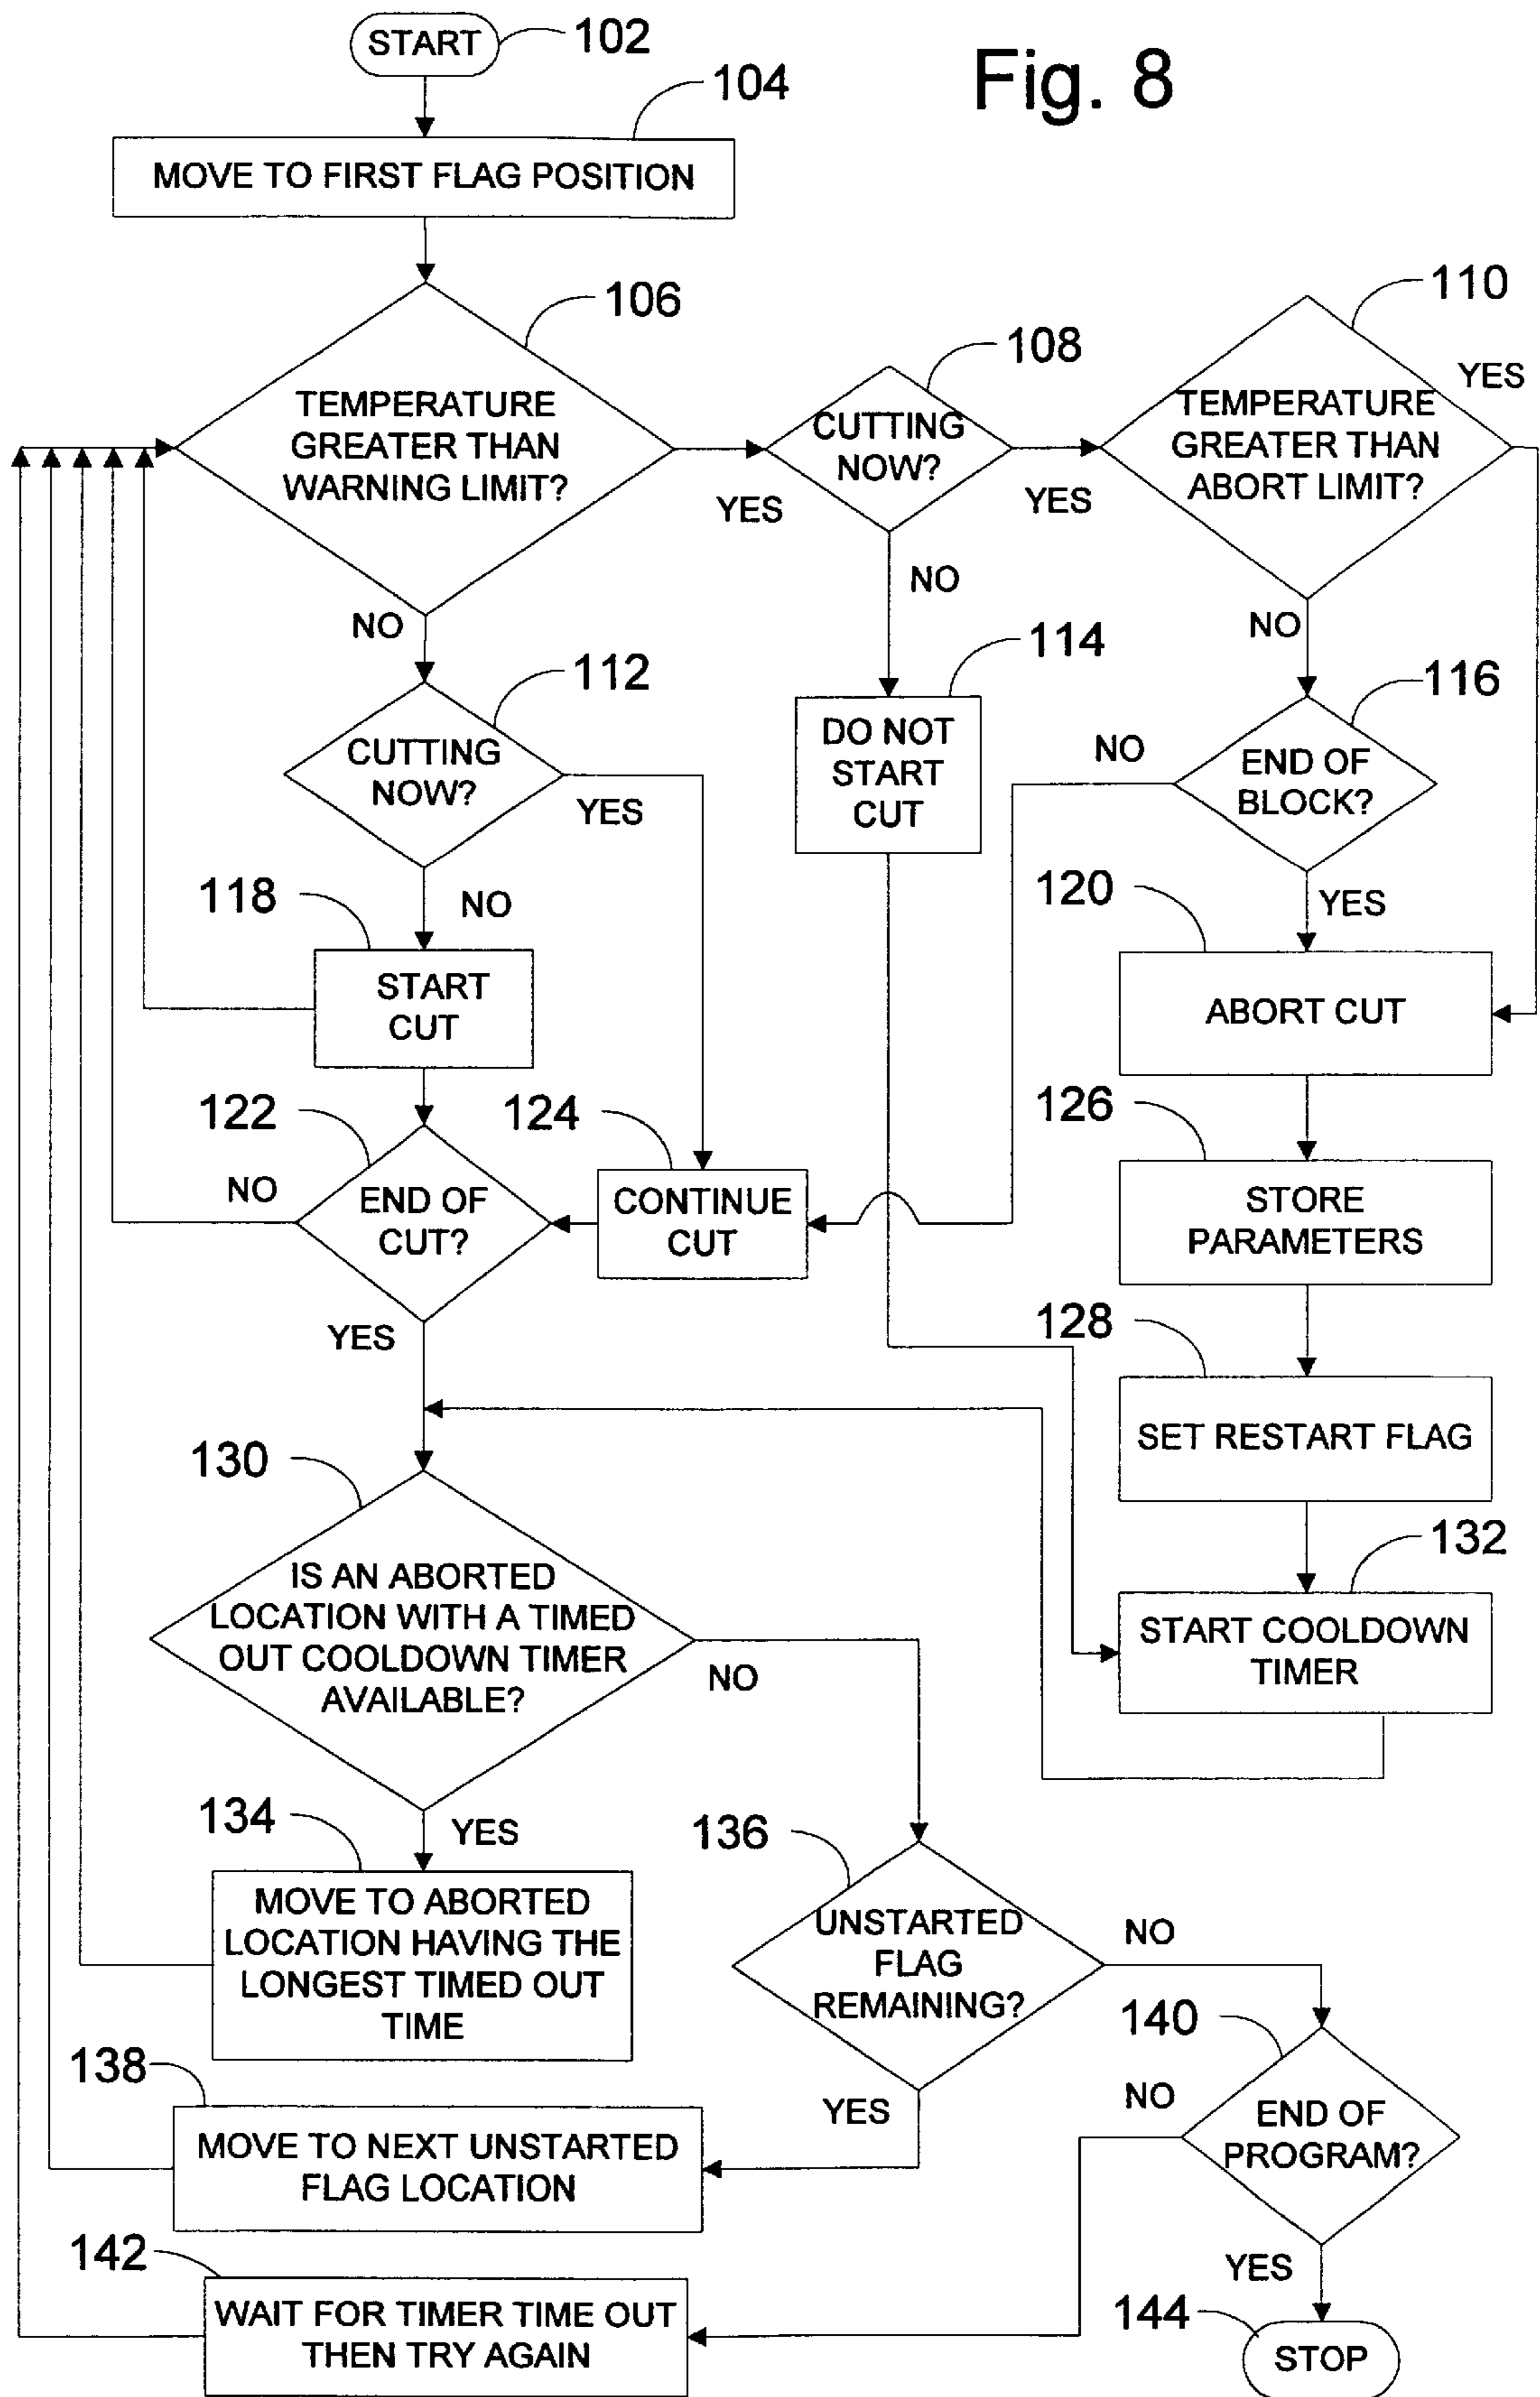 START
102
Fig. 8
104
MOVE TO FIRST FLAG POSITION
106
TEMPERATURE
GREATER THAN
WARNING LIMIT?
YES
NO
108
CUTTING
NOW?
YES
NO
110
TEMPERATURE
GREATER THAN
ABORT LIMIT?
YES
NO
112
CUTTING
NOW?
YES
NO
114
DO NOT
START
CUT
116
END OF
BLOCK?
NO
YES
118
START
CUT
120
ABORT CUT
122
END OF
CUT?
NO
YES
124
CONTINUE
CUT
126
STORE
PARAMETERS
128
SET RESTART FLAG
130
IS AN ABORTED
LOCATION WITH A TIMED
OUT COOLDOWN TIMER
AVAILABLE?
NO
YES
132
START COOLDOWN
TIMER
134
MOVE TO ABORTED
LOCATION HAVING THE
LONGEST TIMED OUT
TIME
136
UNSTARTED
FLAG
REMAINING?
NO
YES
138
MOVE TO NEXT UNSTARTED
FLAG LOCATION
140
END OF
PROGRAM?
NO
YES
142
WAIT FOR TIMER TIME OUT
THEN TRY AGAIN
144
STOP